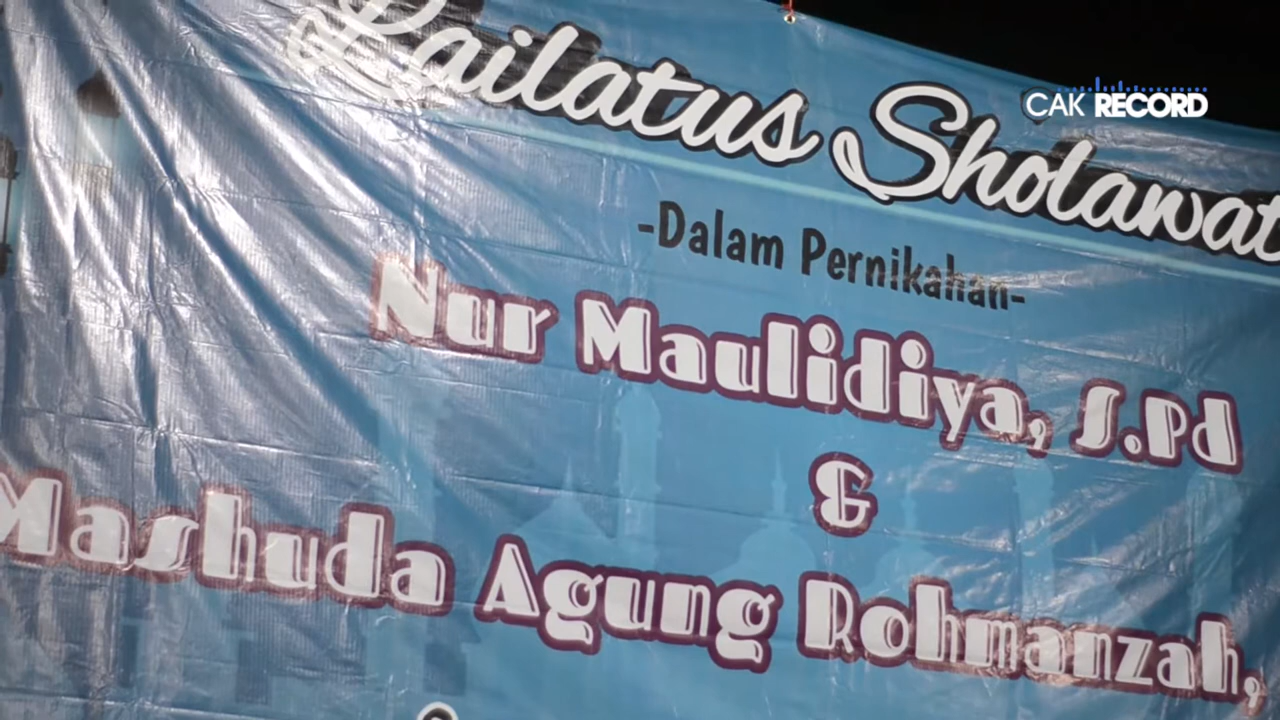 Lailatus Sholawat
CAK RECORD
-Dalam Pernikahan-
Nur Maulidiya, S.Pd
&
Mashuda Agung Rohmanzah,